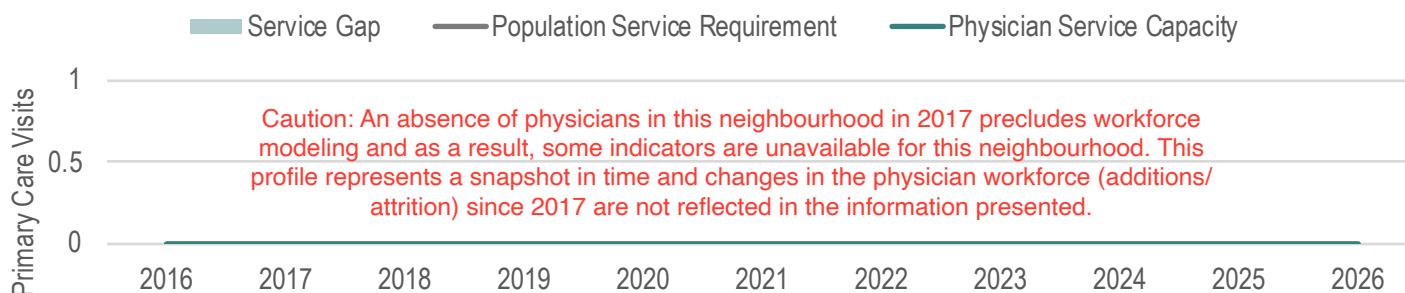 Service Gap Population Service Requirement Physician Service Capacity
Primary Care Visits
1
Caution: An absence of physicians in this neighbourhood in 2017 precludes workforce
modeling and as a result, some indicators are unavailable for this neighbourhood. This
0.5
profile represents a snapshot in time and changes in the physician workforce (additions/
attrition) since 2017 are not reflected in the information presented.
0
2016 2017 2018 2019 2020 2021 2022 2023 2024 2025 2026